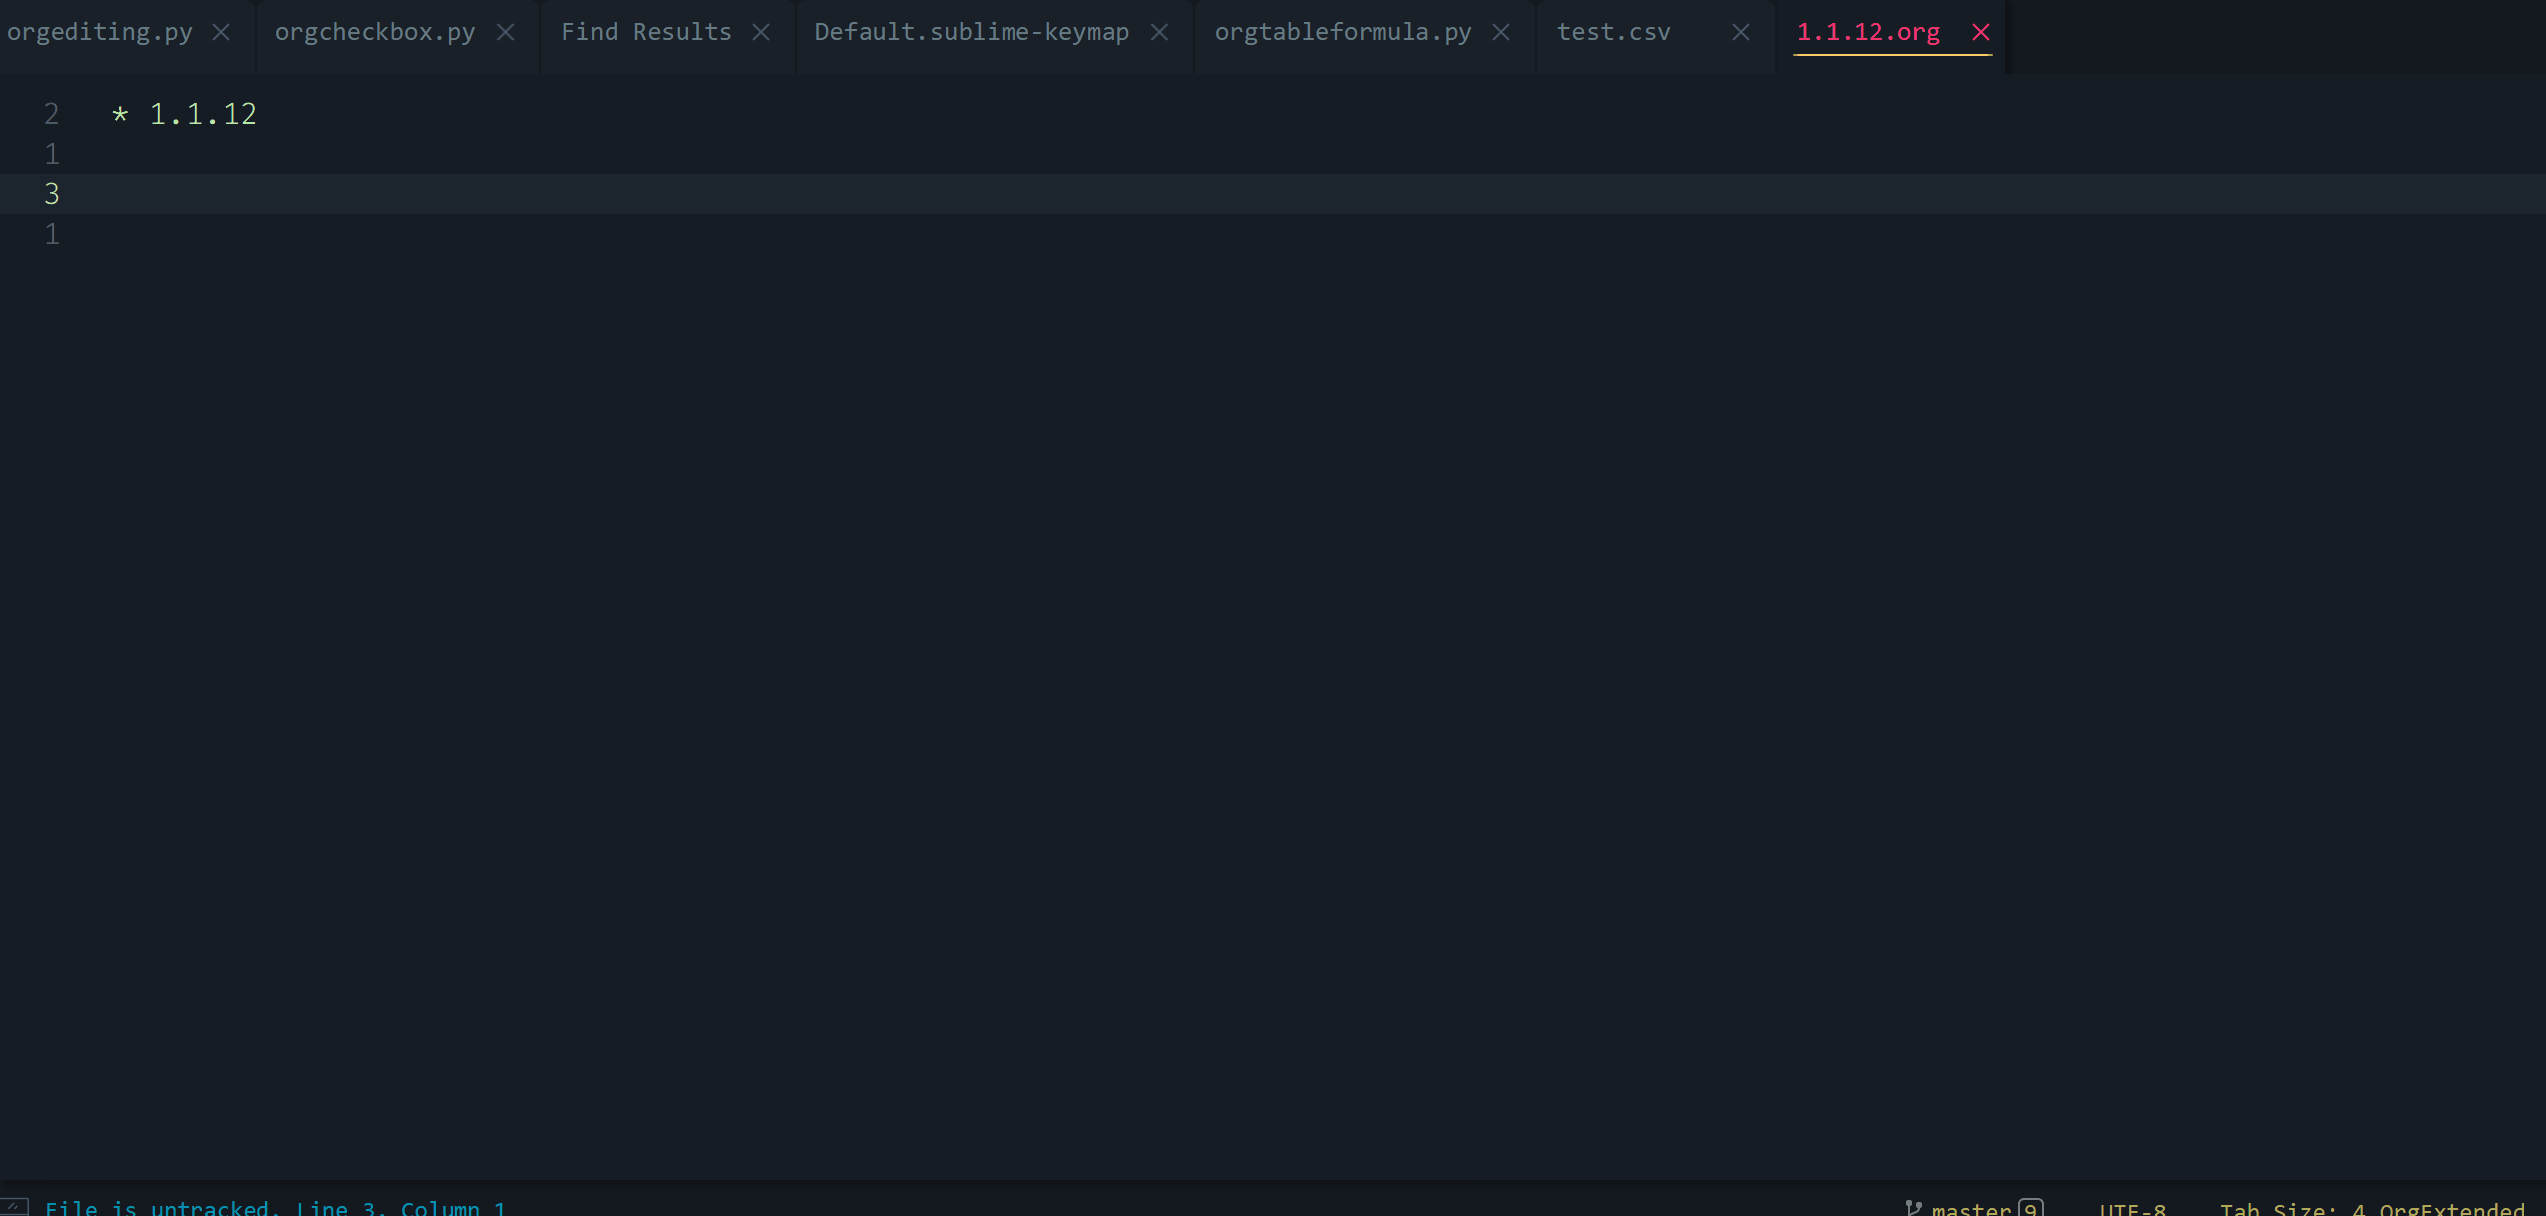 orgediting.py orgcheckbox.py Find Results Default.sublime-keymap orgtableformula.py test.csv 1.1.12.org
2 * 1.1.12
1
3
1
File is untracked, Line 3, Column 1 master 9 UTF-8 Tab Size: 4 OrgExtended